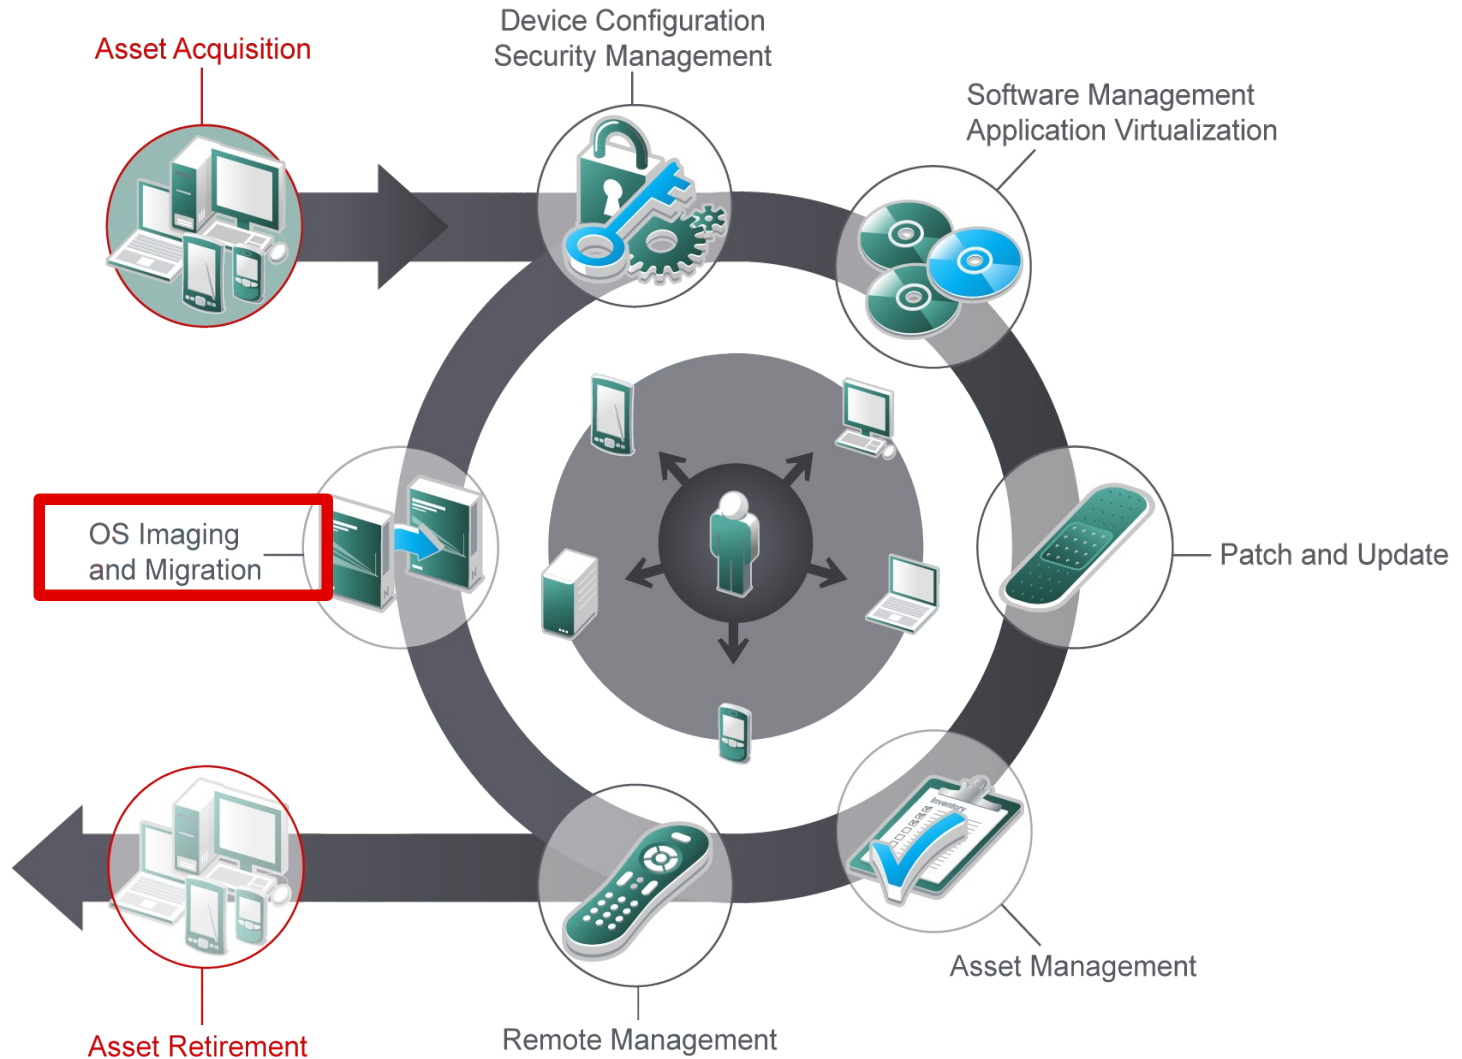 Device Configuration
Security Management
Asset Acquisition
Software Management
Application Virtualization
OS Imaging
and Migration
Patch and Update
Inventory
Asset Management
Remote Management
Asset Retirement
N
N